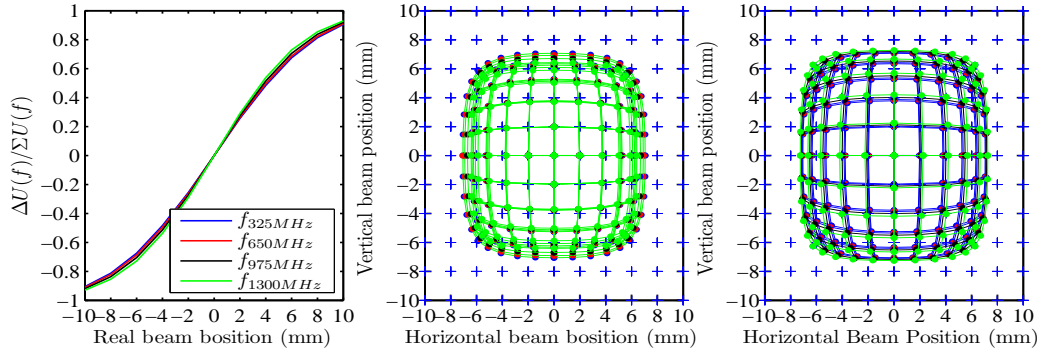 1
0.8
0.6
0.4
0.2
0
−0.2
−0.4
−0.6
−0.8
−1
ΔU(f)/ΣU(f)
f325MHz
f650MHz
f975MHz
f1300MHz
−10−8 −6 −4 −2 0 2 4 6 8 10
Real beam bosition (mm)
10
8
6
4
2
0
−2
−4
−6
−8
−10
Vertical beam position (mm)
−10−8−6−4−2 0 2 4 6 8 10
Horizontal beam bosition (mm)
10
8
6
4
2
0
−2
−4
−6
−8
−10
Vertical beam position (mm)
−10−8−6−4−2 0 2 4 6 8 10
Horizontal Beam Position (mm)